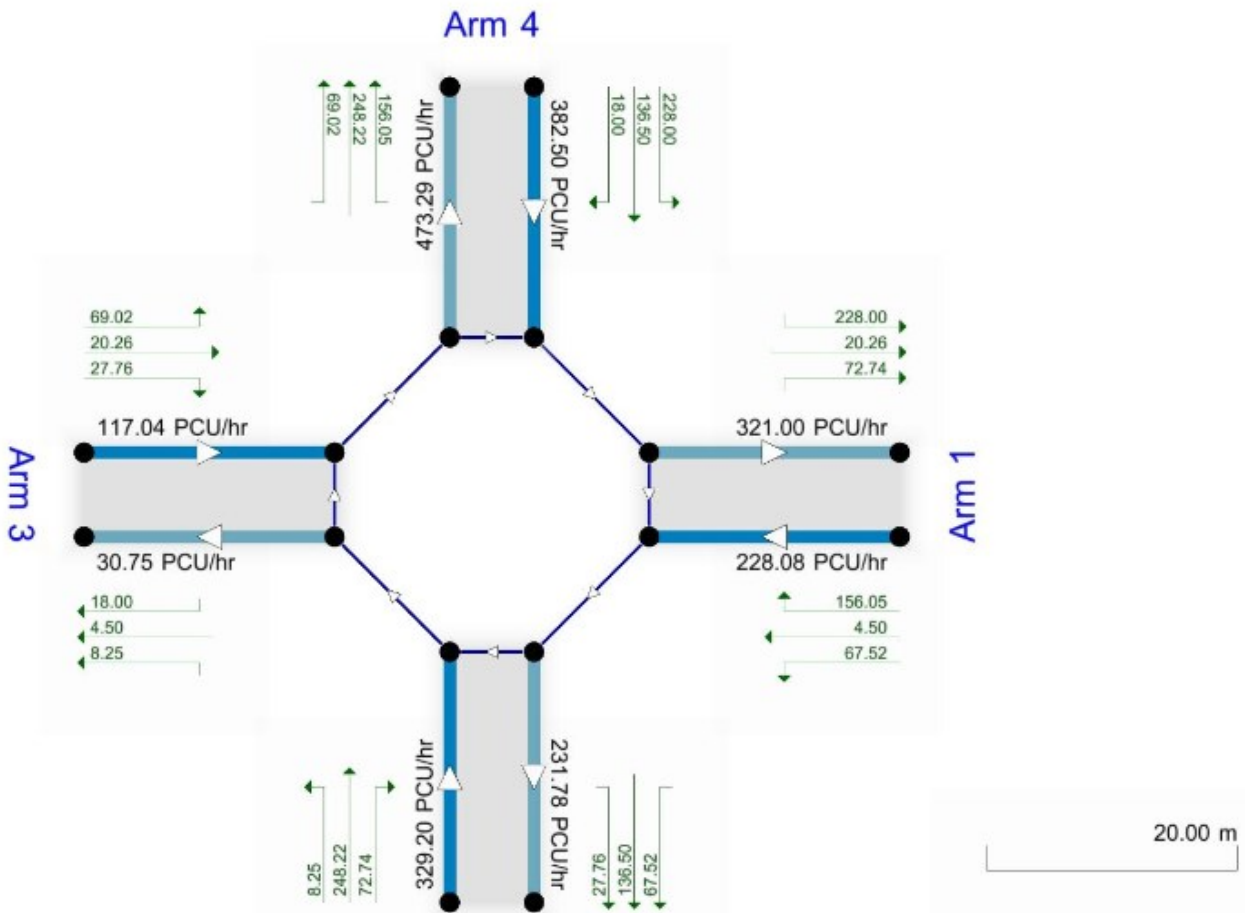 Arm 4
69.02
248.22
156.05
473.29 PCU/hr
382.50 PCU/hr
18.00
136.50
228.00
69.02
20.26
27.76
117.04 PCU/hr
228.00
20.26
72.74
321.00 PCU/hr
Arm 3
Arm 1
30.75 PCU/hr
18.00
4.50
8.25
228.08 PCU/hr
156.05
4.50
67.52
8.25
248.22
72.74
329.20 PCU/hr
231.78 PCU/hr
27.76
136.50
67.52
20.00 m